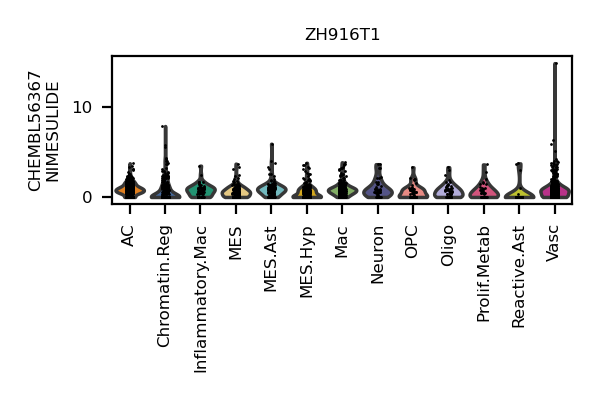 ZH916T1
CHEMBL56367
NIMESULIDE
10
0
AC
Chromatin.Reg
Inflammatory.Mac
MES
MES.Ast
MES.Hyp
Mac
Neuron
OPC
Oligo
Prolif.Metab
Reactive.Ast
Vasc